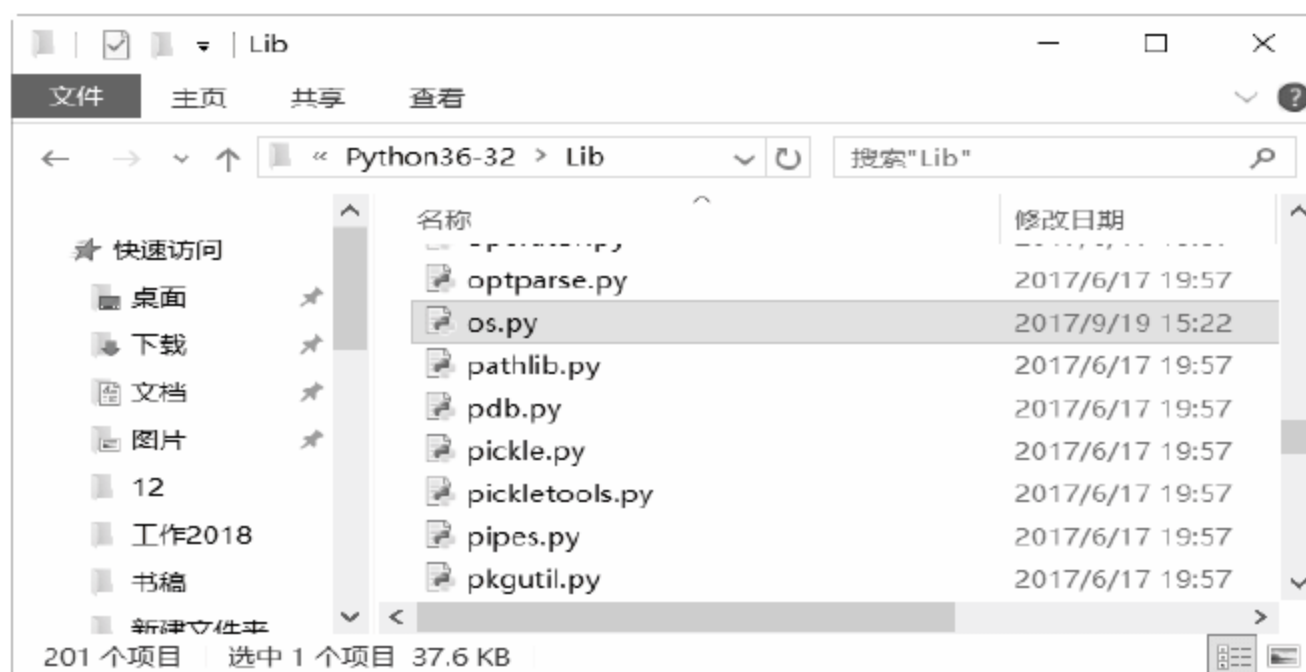 Lib
文件 主页 共享 查看
« Python36-32 > Lib 搜索"Lib"
名称 修改日期
快速访问
桌面
下载
文档
图片
12
工作2018
书稿
新建文件夹
optparse.py 2017/6/17 19:57
os.py 2017/9/19 15:22
pathlib.py 2017/6/17 19:57
pdb.py 2017/6/17 19:57
pickle.py 2017/6/17 19:57
pickletools.py 2017/6/17 19:57
pipes.py 2017/6/17 19:57
pkgutil.py 2017/6/17 19:57
201 个项目 选中 1 个项目 37.6 KB